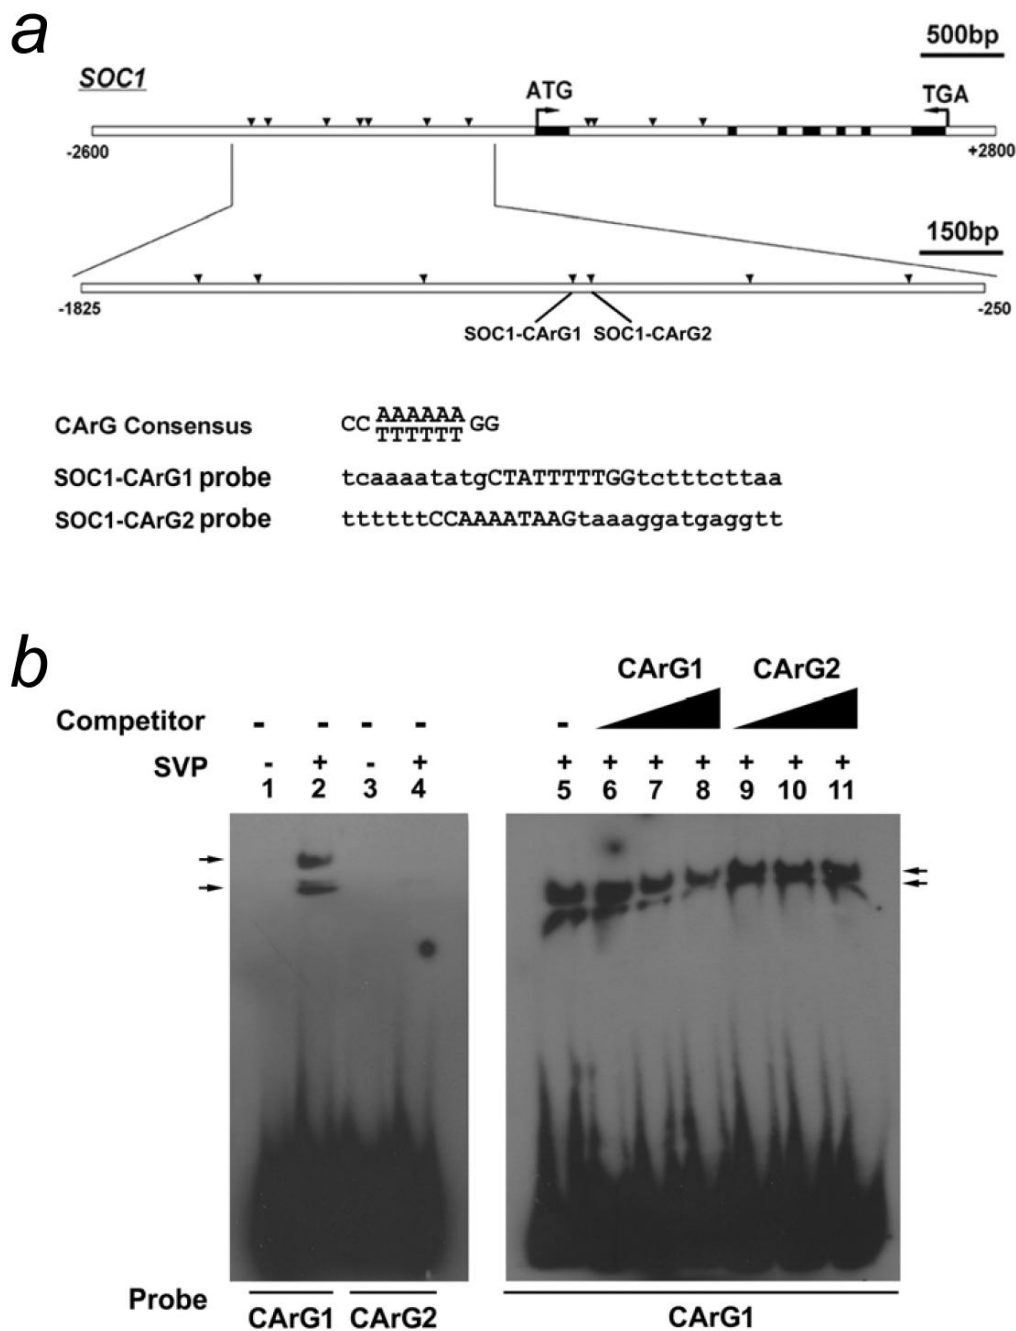 a
500bp
SOC1
ATG
TGA
-2600
+2800
150bp
-1825
-250
SOC1-CArG1 SOC1-CArG2
CArG Consensus CC AAAAAA GG
TTTTTT
SOC1-CArG1 probe tcaaaatatgCTATTTTTGGtctttcttaa
SOC1-CArG2 probe ttttttCCAAAATAAGtaaaggatgaggtt
b
CArG1 CArG2
Competitor - - - - -
SVP - + - + + + + + + + +
1 2 3 4 5 6 7 8 9 10 11
Probe CArG1 CArG2 CArG1